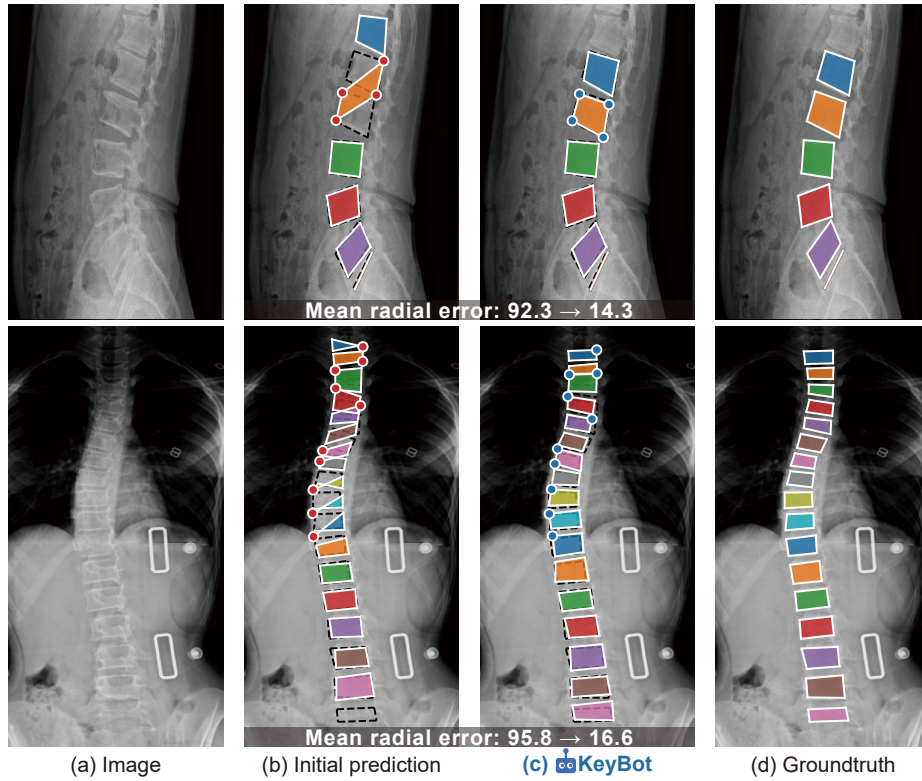 Mean radial error: 92.3 → 14.3
Mean radial error: 95.8 → 16.6
(a) Image
(b) Initial prediction
(c) KeyBot
(d) Groundtruth